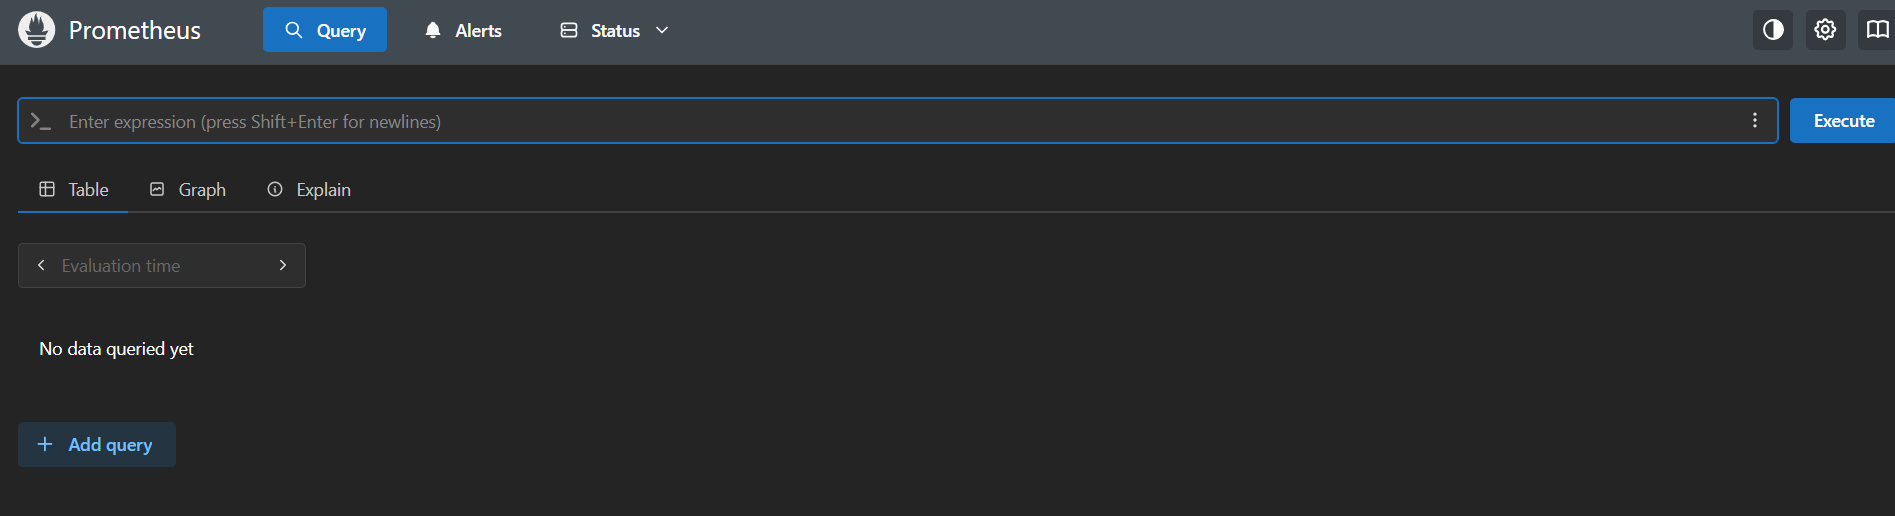 Prometheus Query Alerts Status
Enter expression (press Shift+Enter for newlines) Execute
Table Graph Explain
Evaluation time
No data queried yet
Add query